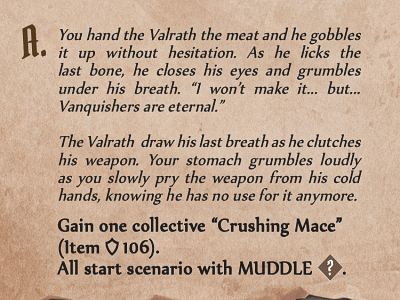 A. You hand the Valrath the meat and he gobbles
it up without hesitation. As he licks the
last bone, he closes his eyes and grumbles
under his breath. “I won’t make it... but...
Vanquishers are eternal.”
The Valrath draw his last breath as he clutches
his weapon. Your stomach grumbles loudly
as you slowly pry the weapon from his cold
hands, knowing he has no use for it anymore.
Gain one collective “Crushing Mace”
(Item 106).
All start scenario with MUDDLE ?.